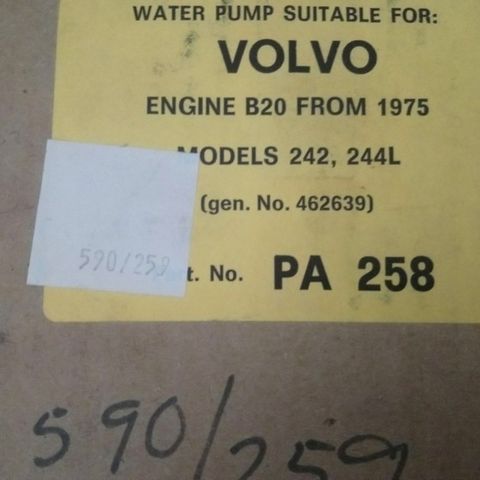 WATER PUMP SUITABLE FOR:
VOLVO
ENGINE B20 FROM 1975
MODELS 242, 244L
(gen. No. 462639)
590/259
t. No. PA 258
590/259